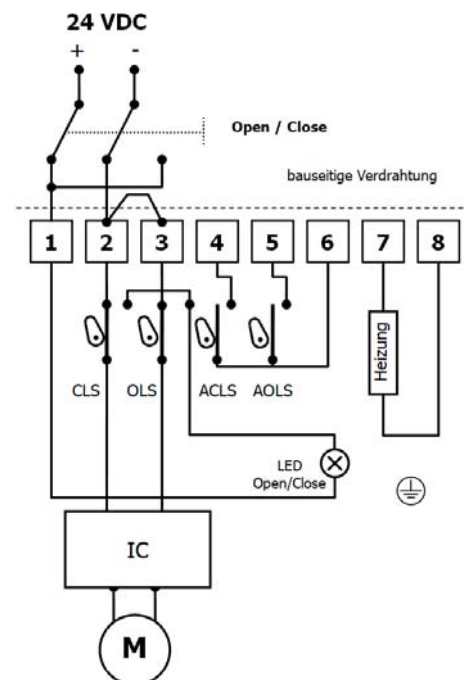 24 VDC
+ -
Open / Close
bauseitige Verdrahtung
1 2 3 4 5 6 7 8
Heizung
CLS OLS ACLS AOLS
LED
Open/Close
IC
M